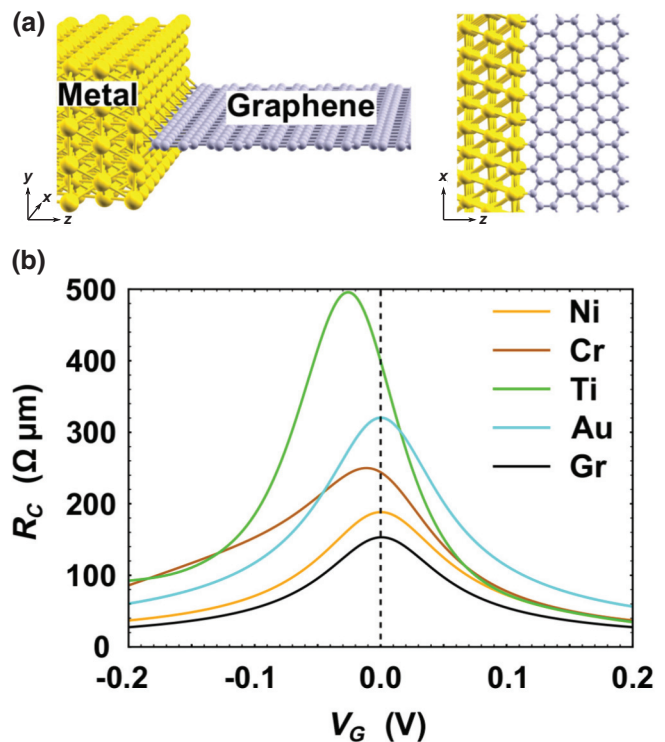 (a)
Metal
Graphene
y
x
z
x
z
(b)
500
400
300
200
100
0
R_C (Ω μm)
Ni
Cr
Ti
Au
Gr
-0.2
-0.1
0.0
0.1
0.2
V_G (V)